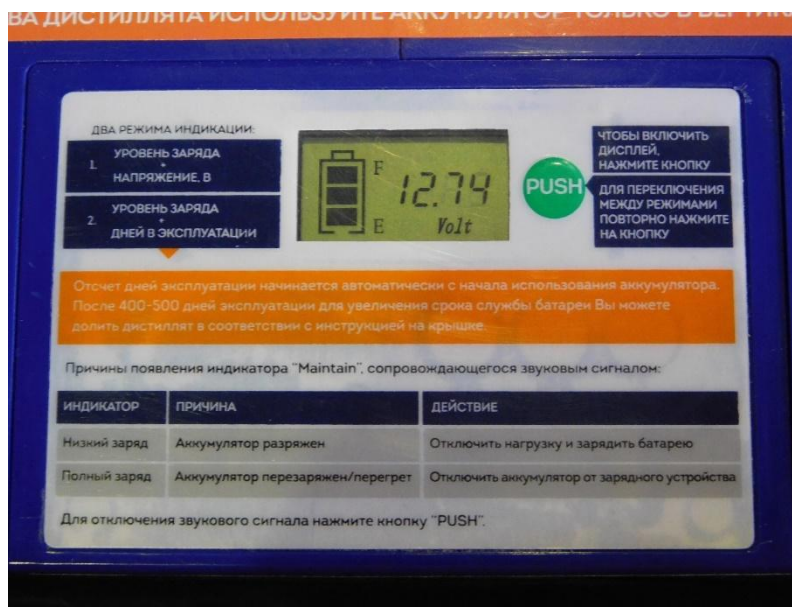 ВА ДИСТИЛЛЯТА ИСПОЛЬЗУЙТЕ АККУМУЛЯТОР ТОЛЬКО В
ДВА РЕЖИМА ИНДИКАЦИИ:
1. УРОВЕНЬ ЗАРЯДА
+
НАПРЯЖЕНИЕ, В
2. УРОВЕНЬ ЗАРЯДА
+
ДНЕЙ В ЭКСПЛУАТАЦИИ
F
E
12.74
Volt
PUSH
ЧТОБЫ ВКЛЮЧИТЬ
ДИСПЛЕЙ,
НАЖМИТЕ КНОПКУ
ДЛЯ ПЕРЕКЛЮЧЕНИЯ
МЕЖДУ РЕЖИМАМИ
ПОВТОРНО НАЖМИТЕ
НА КНОПКУ
Отсчет дней эксплуатации начинается автоматически с начала использования аккумулятора.
После 400-500 дней эксплуатации для увеличения срока службы батареи Вы можете
долить дистиллят в соответствии с инструкцией на крышке.
Причины появления индикатора "Maintain", сопровождающегося звуковым сигналом:
ИНДИКАТОР ПРИЧИНА ДЕЙСТВИЕ
Низкий заряд Аккумулятор разряжен Отключить нагрузку и зарядить батарею
Полный заряд Аккумулятор перезаряжен/перегрет Отключить аккумулятор от зарядного устройства
Для отключения звукового сигнала нажмите кнопку "PUSH".